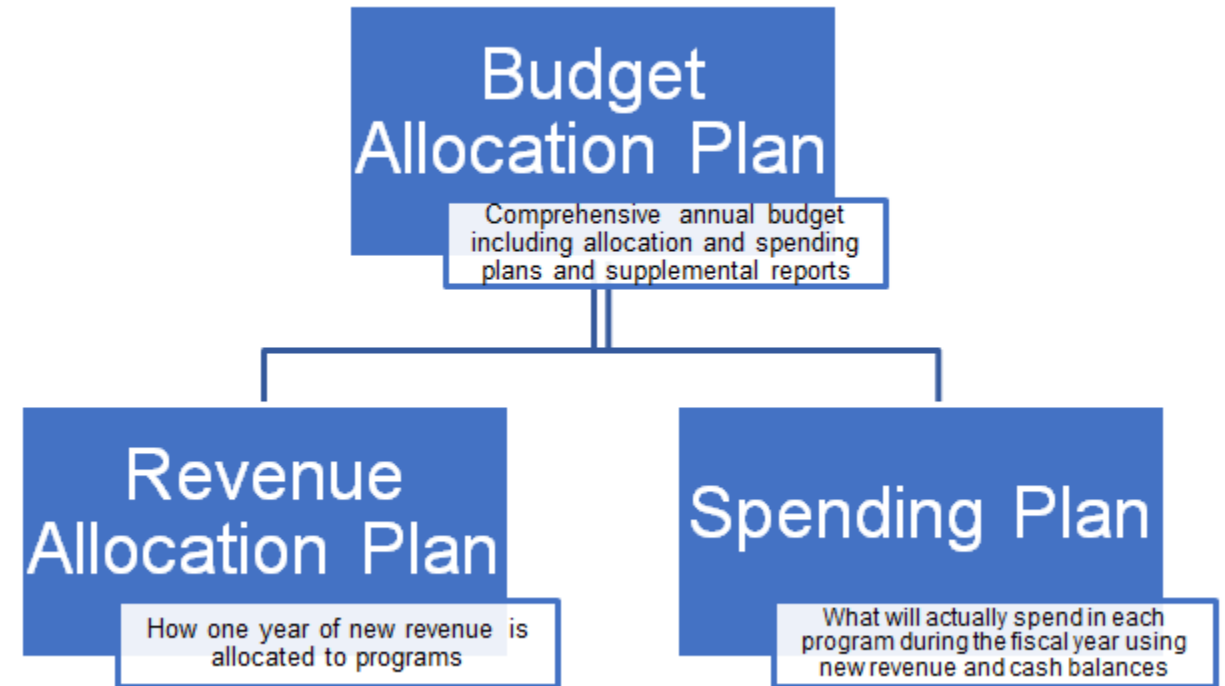 Budget
Allocation Plan
Comprehensive annual budget
including allocation and spending
plans and supplemental reports
Revenue
Allocation Plan
How one year of new revenue is
allocated to programs
Spending Plan
What will actually spend in each
program during the fiscal year using
new revenue and cash balances